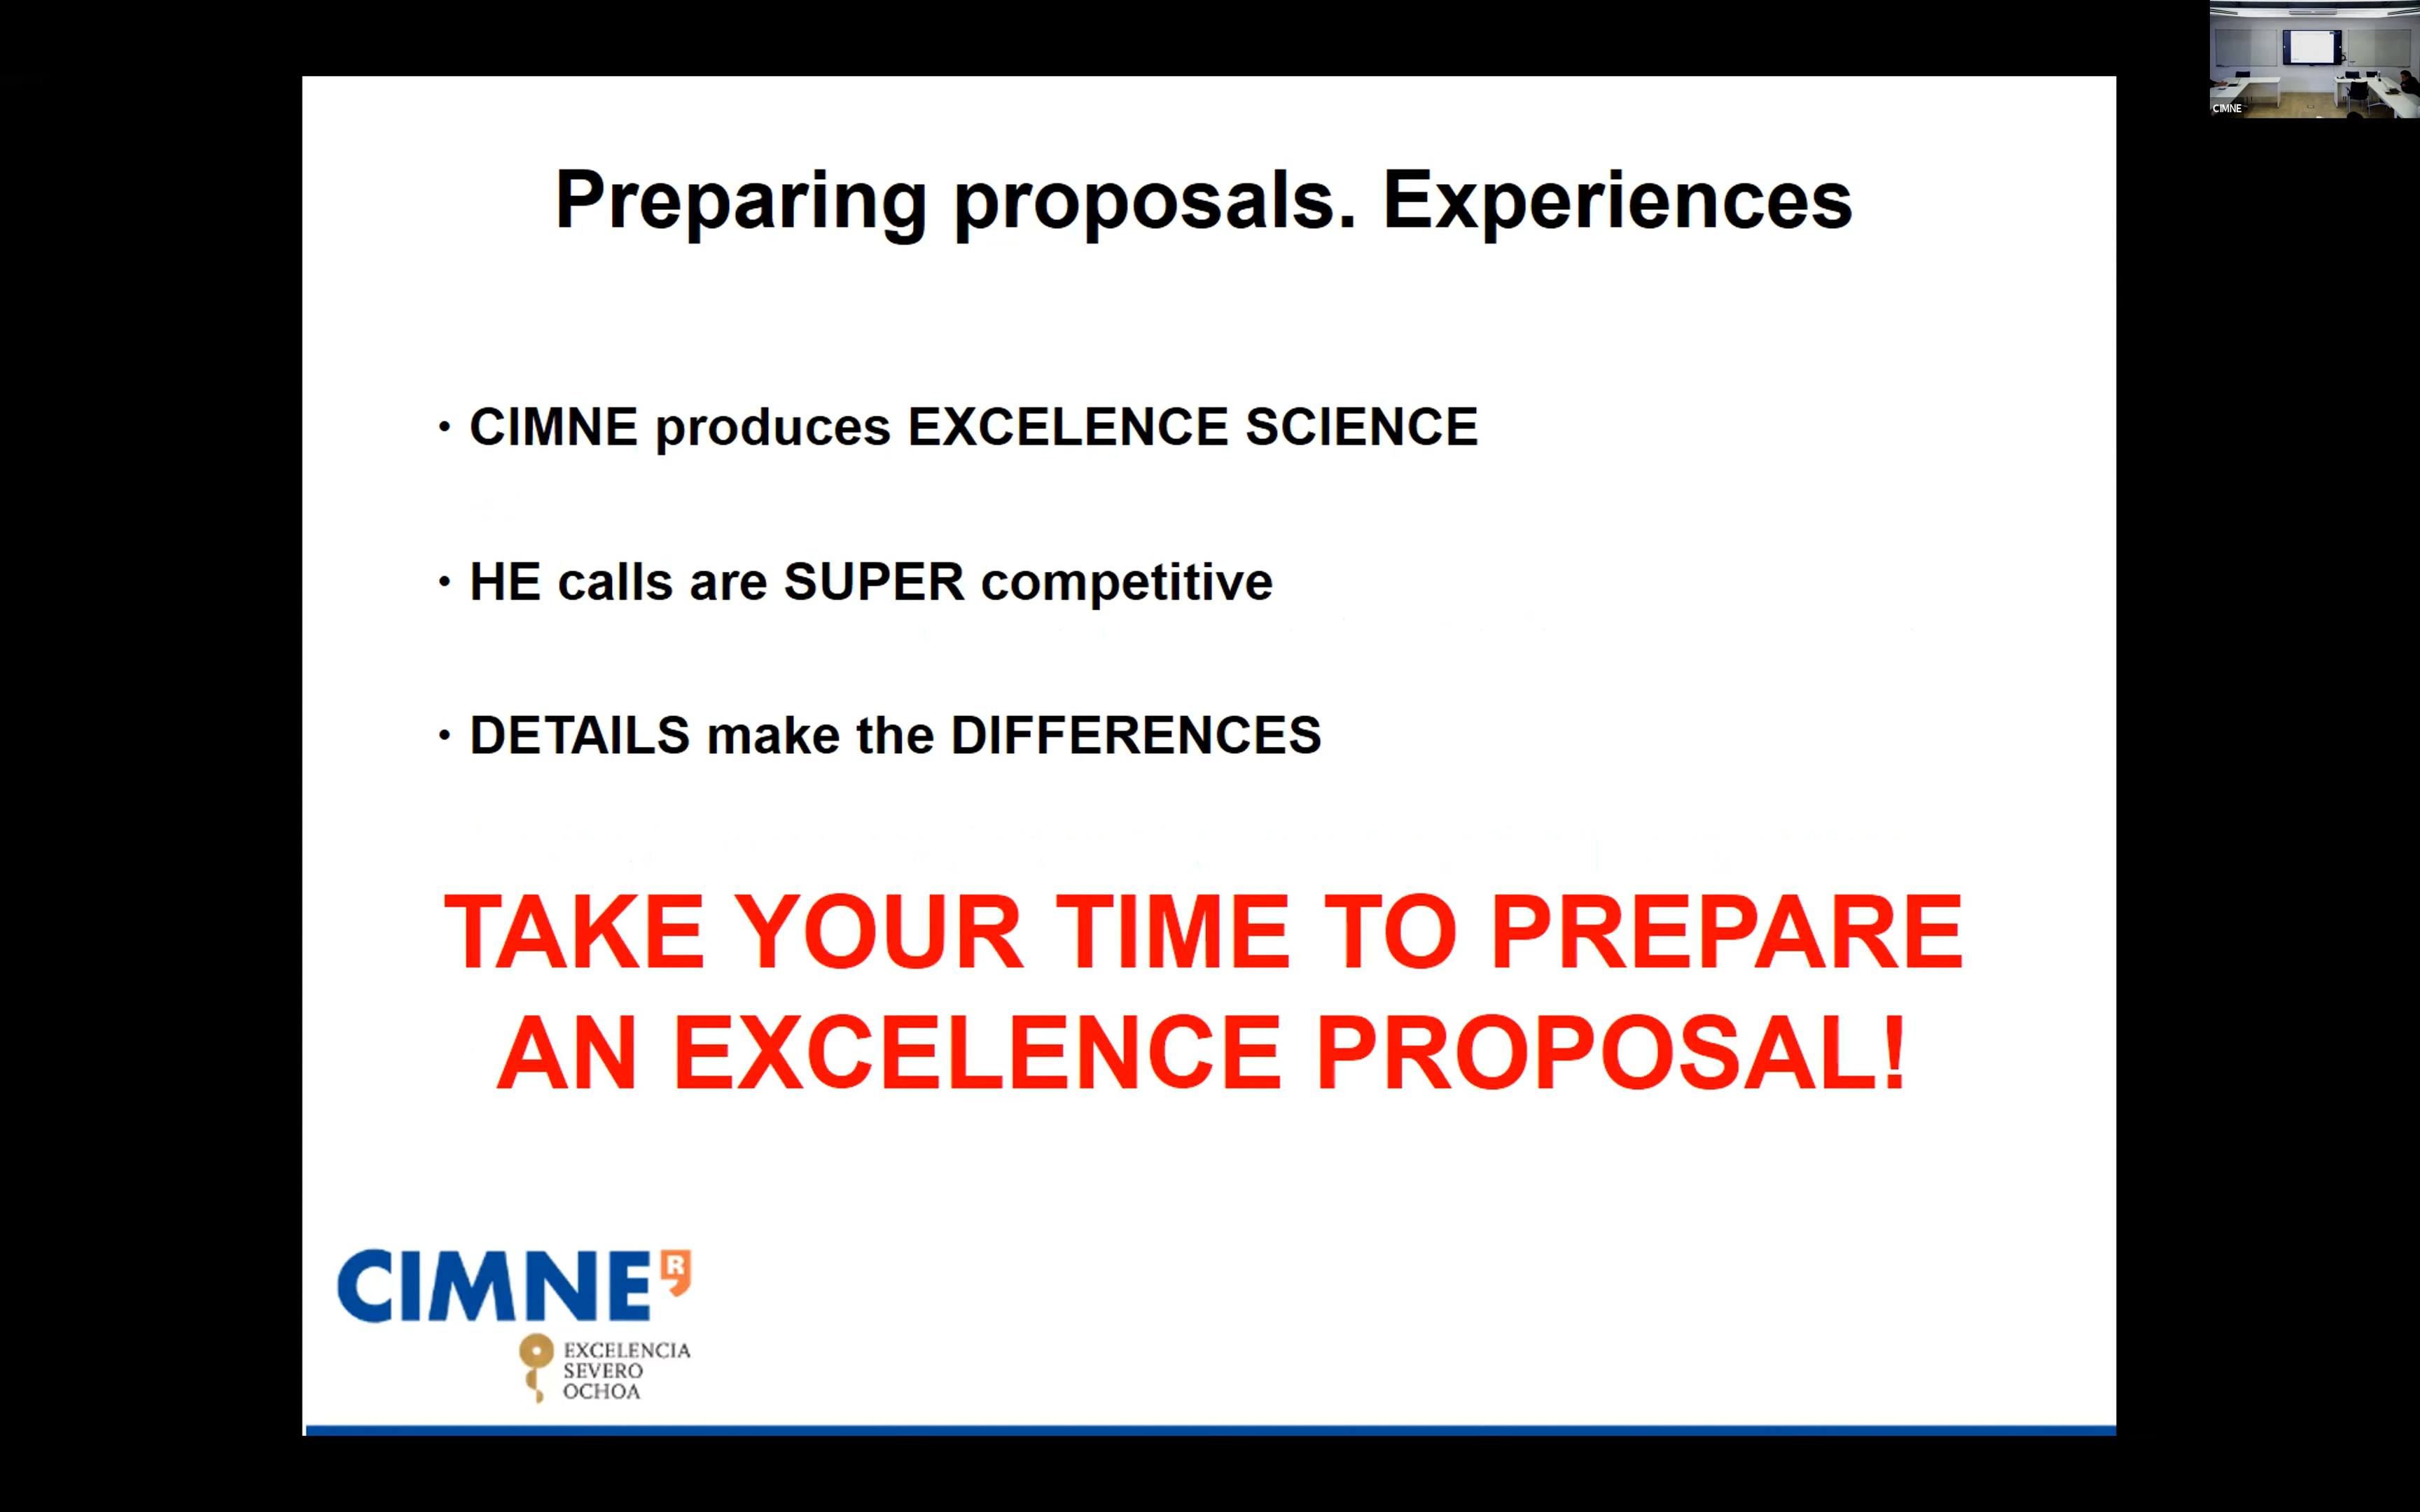 CIMNE
Preparing proposals. Experiences
• CIMNE produces EXCELENCE SCIENCE
• HE calls are SUPER competitive
• DETAILS make the DIFFERENCES
TAKE YOUR TIME TO PREPARE
AN EXCELENCE PROPOSAL!
CIMNE R
EXCELENCIA
SEVERO
OCHOA